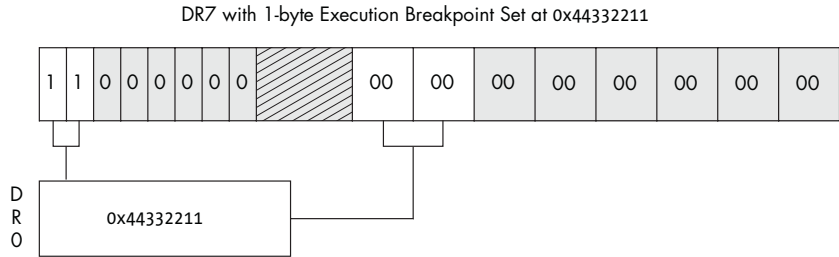 DR7 with 1-byte Execution Breakpoint Set at 0x44332211
1 1 0 0 0 0 0 0 00 00 00 00 00 00 00 00
D
R
0
0x44332211